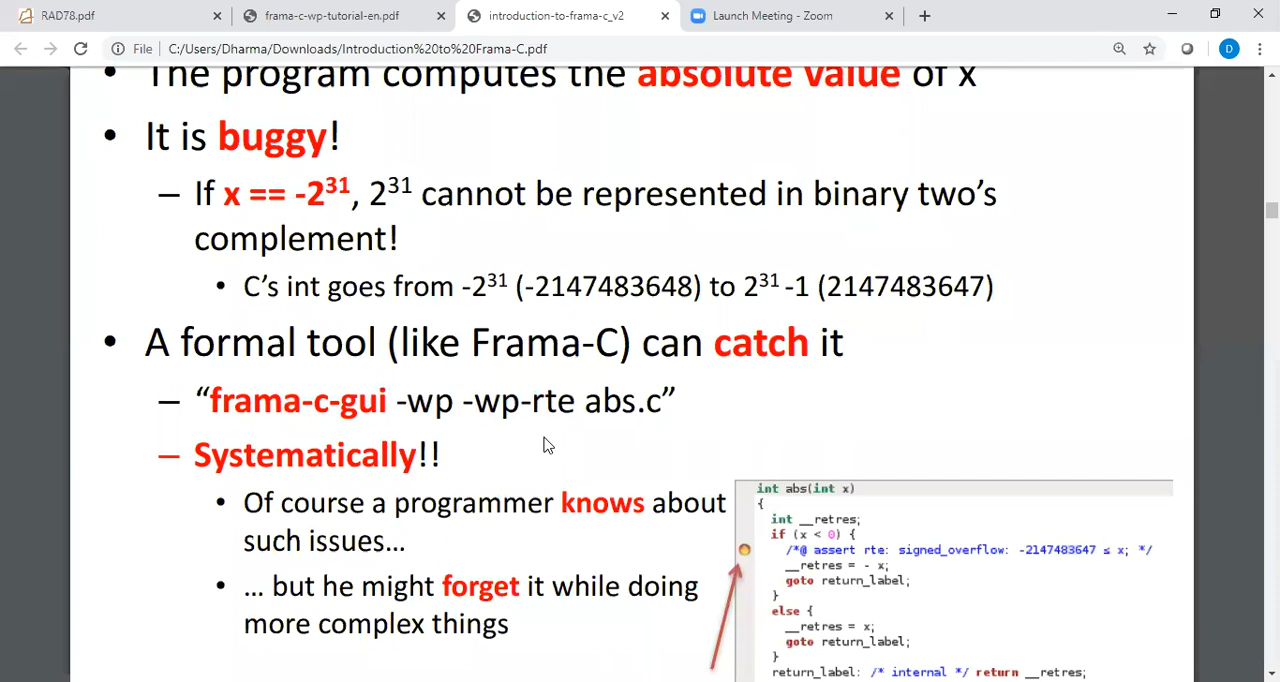 RAD78.pdf
frama-c-wp-tutorial-en.pdf
introduction-to-frama-c_v2
Launch Meeting - Zoom
File
C:/Users/Dharma/Downloads/Introduction%20to%20Frama-C.pdf
D
• The program computes the absolute value of x
• It is buggy!
– If x == -2³¹, 2³¹ cannot be represented in binary two's
complement!
• C's int goes from -2³¹ (-2147483648) to 2³¹ -1 (2147483647)
• A formal tool (like Frama-C) can catch it
– “frama-c-gui -wp -wp-rte abs.c”
– Systematically!!
• Of course a programmer knows about
such issues…
• … but he might forget it while doing
more complex things
int abs(int x)
{
int __retres;
if (x < 0) {
/*@ assert rte: signed_overflow: -2147483647 ≤ x; */
__retres = - x;
goto return_label;
}
else {
__retres = x;
goto return_label;
}
return_label: /* internal */ return __retres;